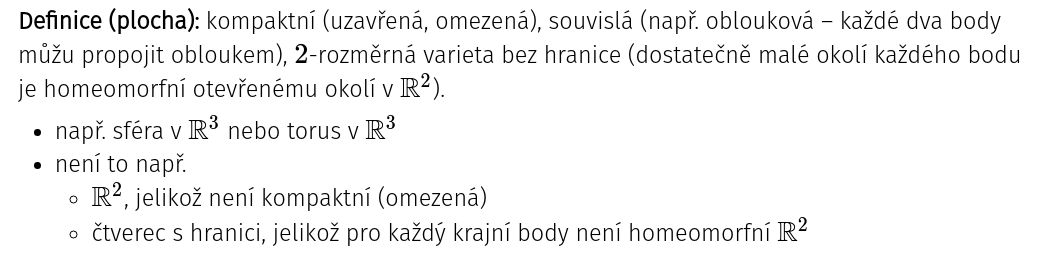 Definice (plocha): kompaktní (uzavřená, omezená), souvislá (např. oblouková – každé dva body
můžu propojit obloukem), 2-rozměrná varieta bez hranice (dostatečně malé okolí každého bodu
je homeomorfní otevřenému okolí v ℝ²).
• např. sféra v ℝ³ nebo torus v ℝ³
• není to např.
◦ ℝ², jelikož není kompaktní (omezená)
◦ čtverec s hranici, jelikož pro každý krajní body není homeomorfní ℝ²